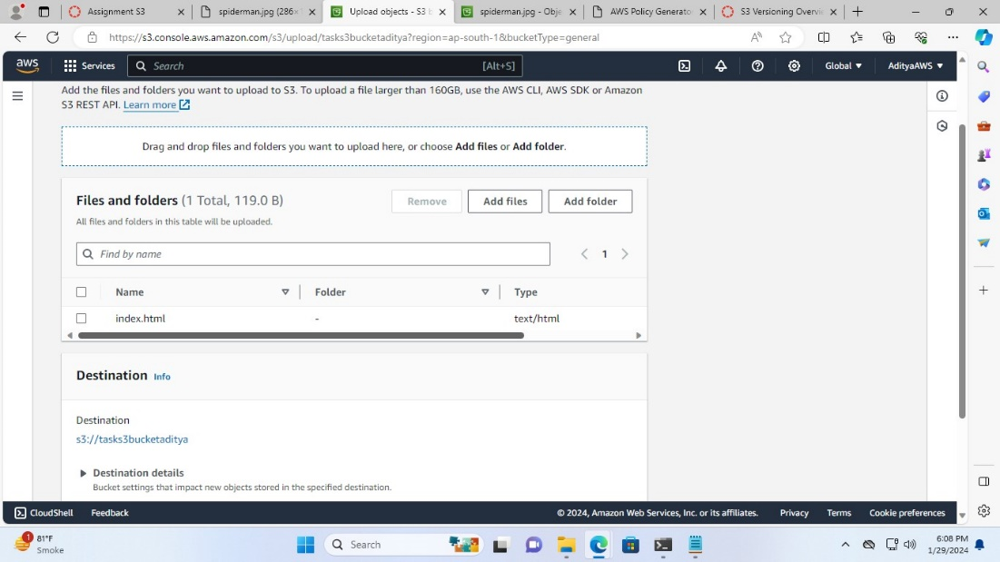 Assignment S3
spiderman.jpg (286×1
Upload objects - S3 b
spiderman.jpg - Obje
AWS Policy Generato
S3 Versioning Overvie
https://s3.console.aws.amazon.com/s3/upload/tasks3bucketaditya?region=ap-south-1&bucketType=general
aws
Services
Search
[Alt+S]
Global
AdityaAWS
Add the files and folders you want to upload to S3. To upload a file larger than 160GB, use the AWS CLI, AWS SDK or Amazon
S3 REST API. Learn more
Drag and drop files and folders you want to upload here, or choose Add files or Add folder.
Files and folders (1 Total, 119.0 B)
Remove
Add files
Add folder
All files and folders in this table will be uploaded.
Find by name
1
Name
Folder
Type
index.html
-
text/html
Destination Info
Destination
s3://tasks3bucketaditya
Destination details
Bucket settings that impact new objects stored in the specified destination.
CloudShell
Feedback
© 2024, Amazon Web Services, Inc. or its affiliates.
Privacy
Terms
Cookie preferences
1
81°F
Smoke
Search
6:08 PM
1/29/2024